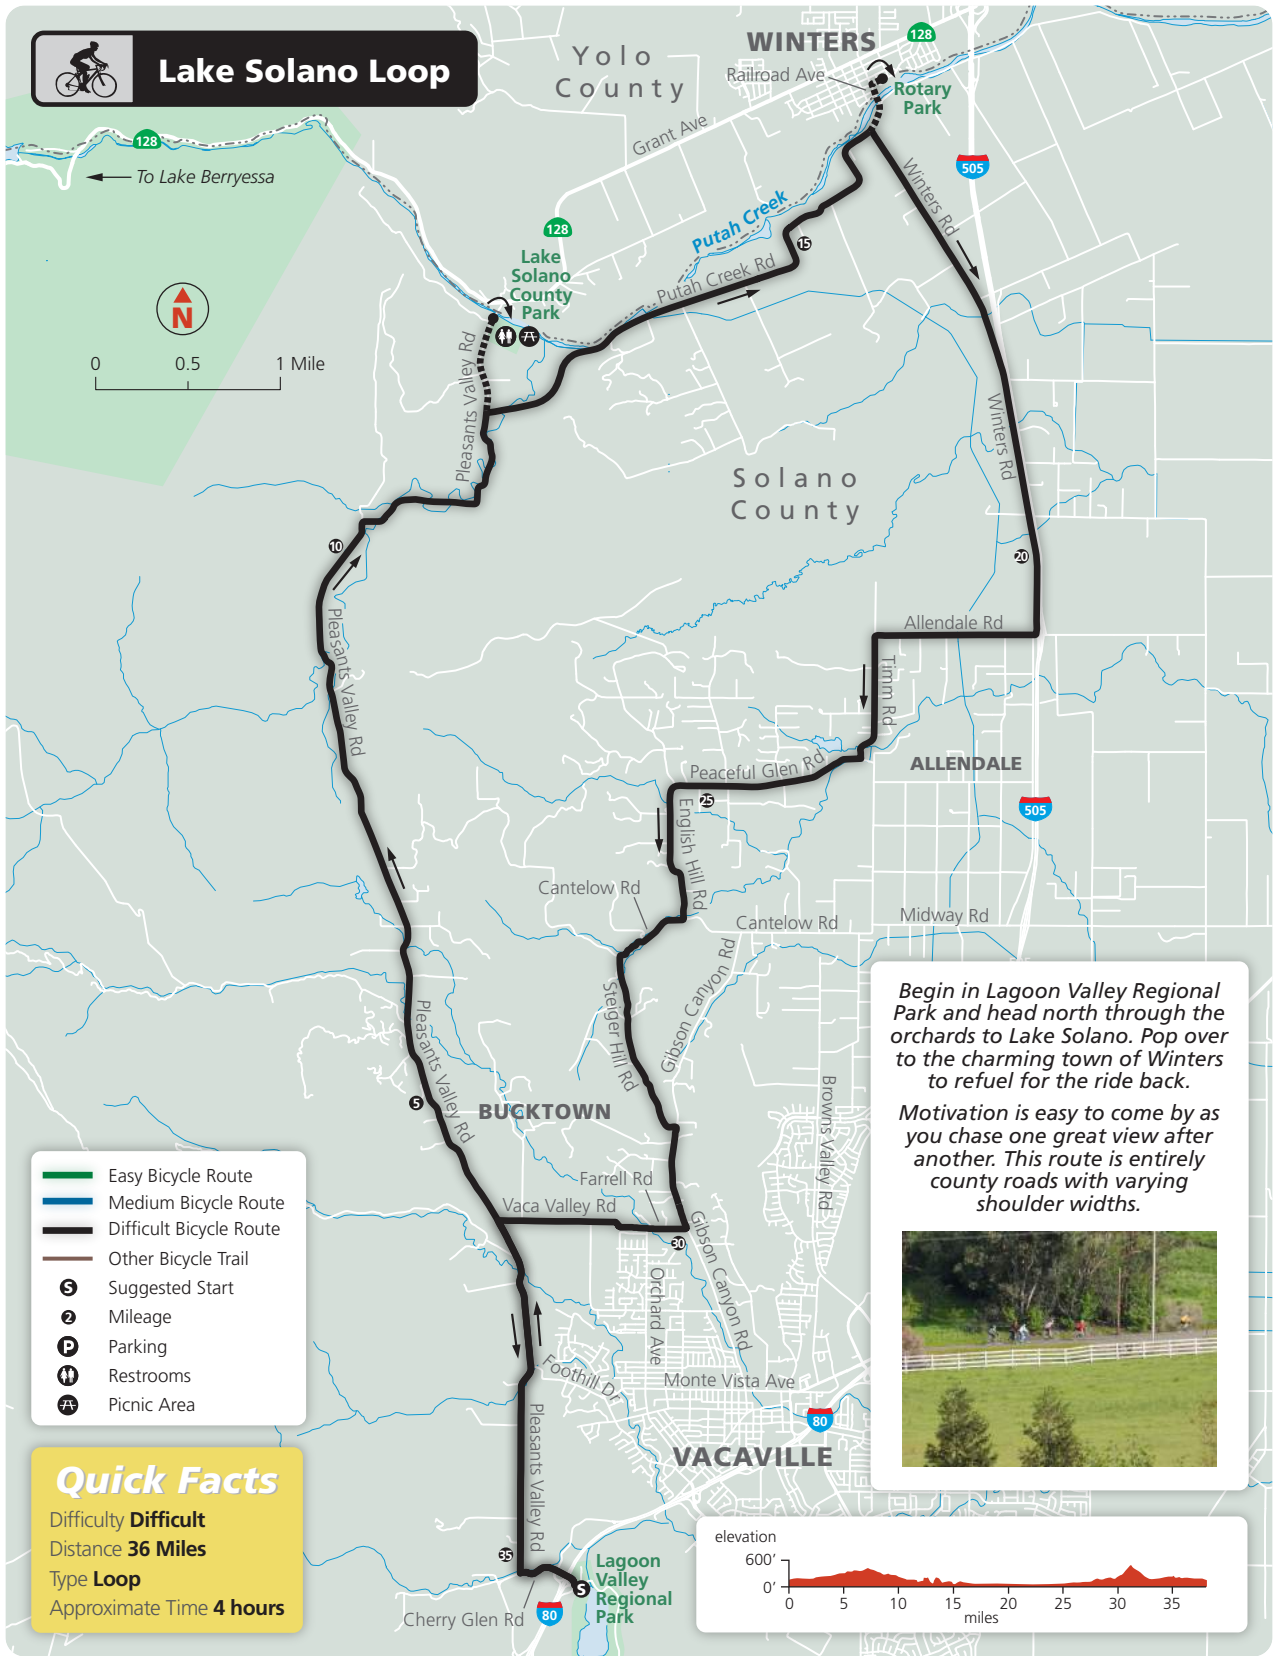 Lake Solano Loop
Yolo
County
WINTERS
128
Railroad Ave
Rotary
Park
Grant Ave
128
To Lake Berryessa
505
Winters Rd
Putah Creek
128
15
Lake
Solano
County
Park
Putah Creek Rd
N
0 0.5 1 Mile
Pleasants Valley Rd
Winters Rd
Solano
County
10
20
Allendale Rd
Pleasants Valley Rd
Timm Rd
Peaceful Glen Rd
ALLENDALE
25
505
English Hill Rd
Cantelow Rd
Cantelow Rd
Midway Rd
Gibson Canyon Rd
Steiger Hill Rd
Pleasants Valley Rd
5
BUCKTOWN
Browns Valley Rd
Farrell Rd
Vaca Valley Rd
30
Gibson Canyon Rd
Orchard Ave
Foothill Dr
Monte Vista Ave
80
VACAVILLE
Pleasants Valley Rd
35
Lagoon
Valley
Regional
Park
S
Cherry Glen Rd
80
Begin in Lagoon Valley Regional
Park and head north through the
orchards to Lake Solano. Pop over
to the charming town of Winters
to refuel for the ride back.
Motivation is easy to come by as
you chase one great view after
another. This route is entirely
county roads with varying
shoulder widths.
Easy Bicycle Route
Medium Bicycle Route
Difficult Bicycle Route
Other Bicycle Trail
S Suggested Start
2 Mileage
P Parking
Restrooms
Picnic Area
Quick Facts
Difficulty Difficult
Distance 36 Miles
Type Loop
Approximate Time 4 hours
elevation
600'
0'
0 5 10 15 20 25 30 35
miles